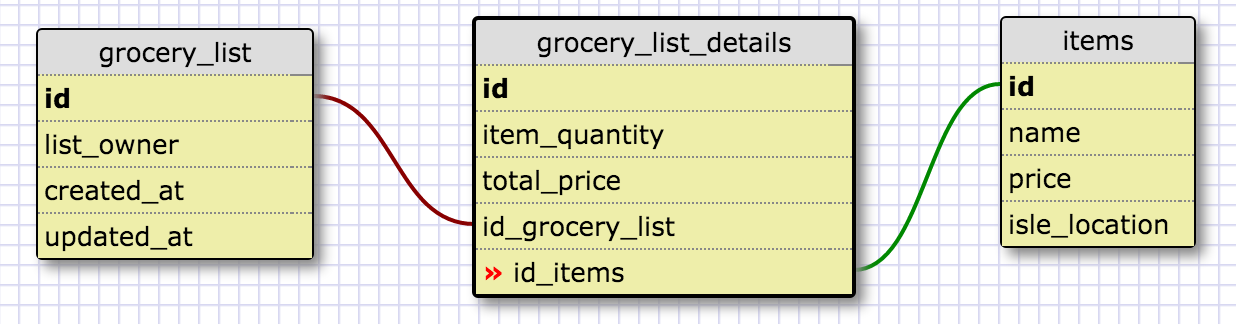 grocery_list
id
list_owner
created_at
updated_at
grocery_list_details
id
item_quantity
total_price
id_grocery_list
» id_items
items
id
name
price
isle_location